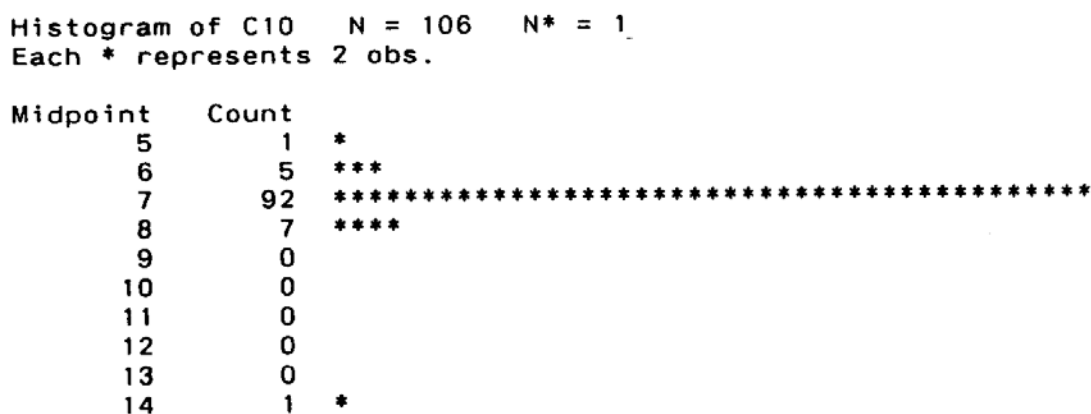 Histogram of C10   N = 106   N* = 1
Each * represents 2 obs.
Midpoint   Count
5   1   *
6   5   ***
7   92   **********************************************
8   7   ****
9   0
10   0
11   0
12   0
13   0
14   1   *